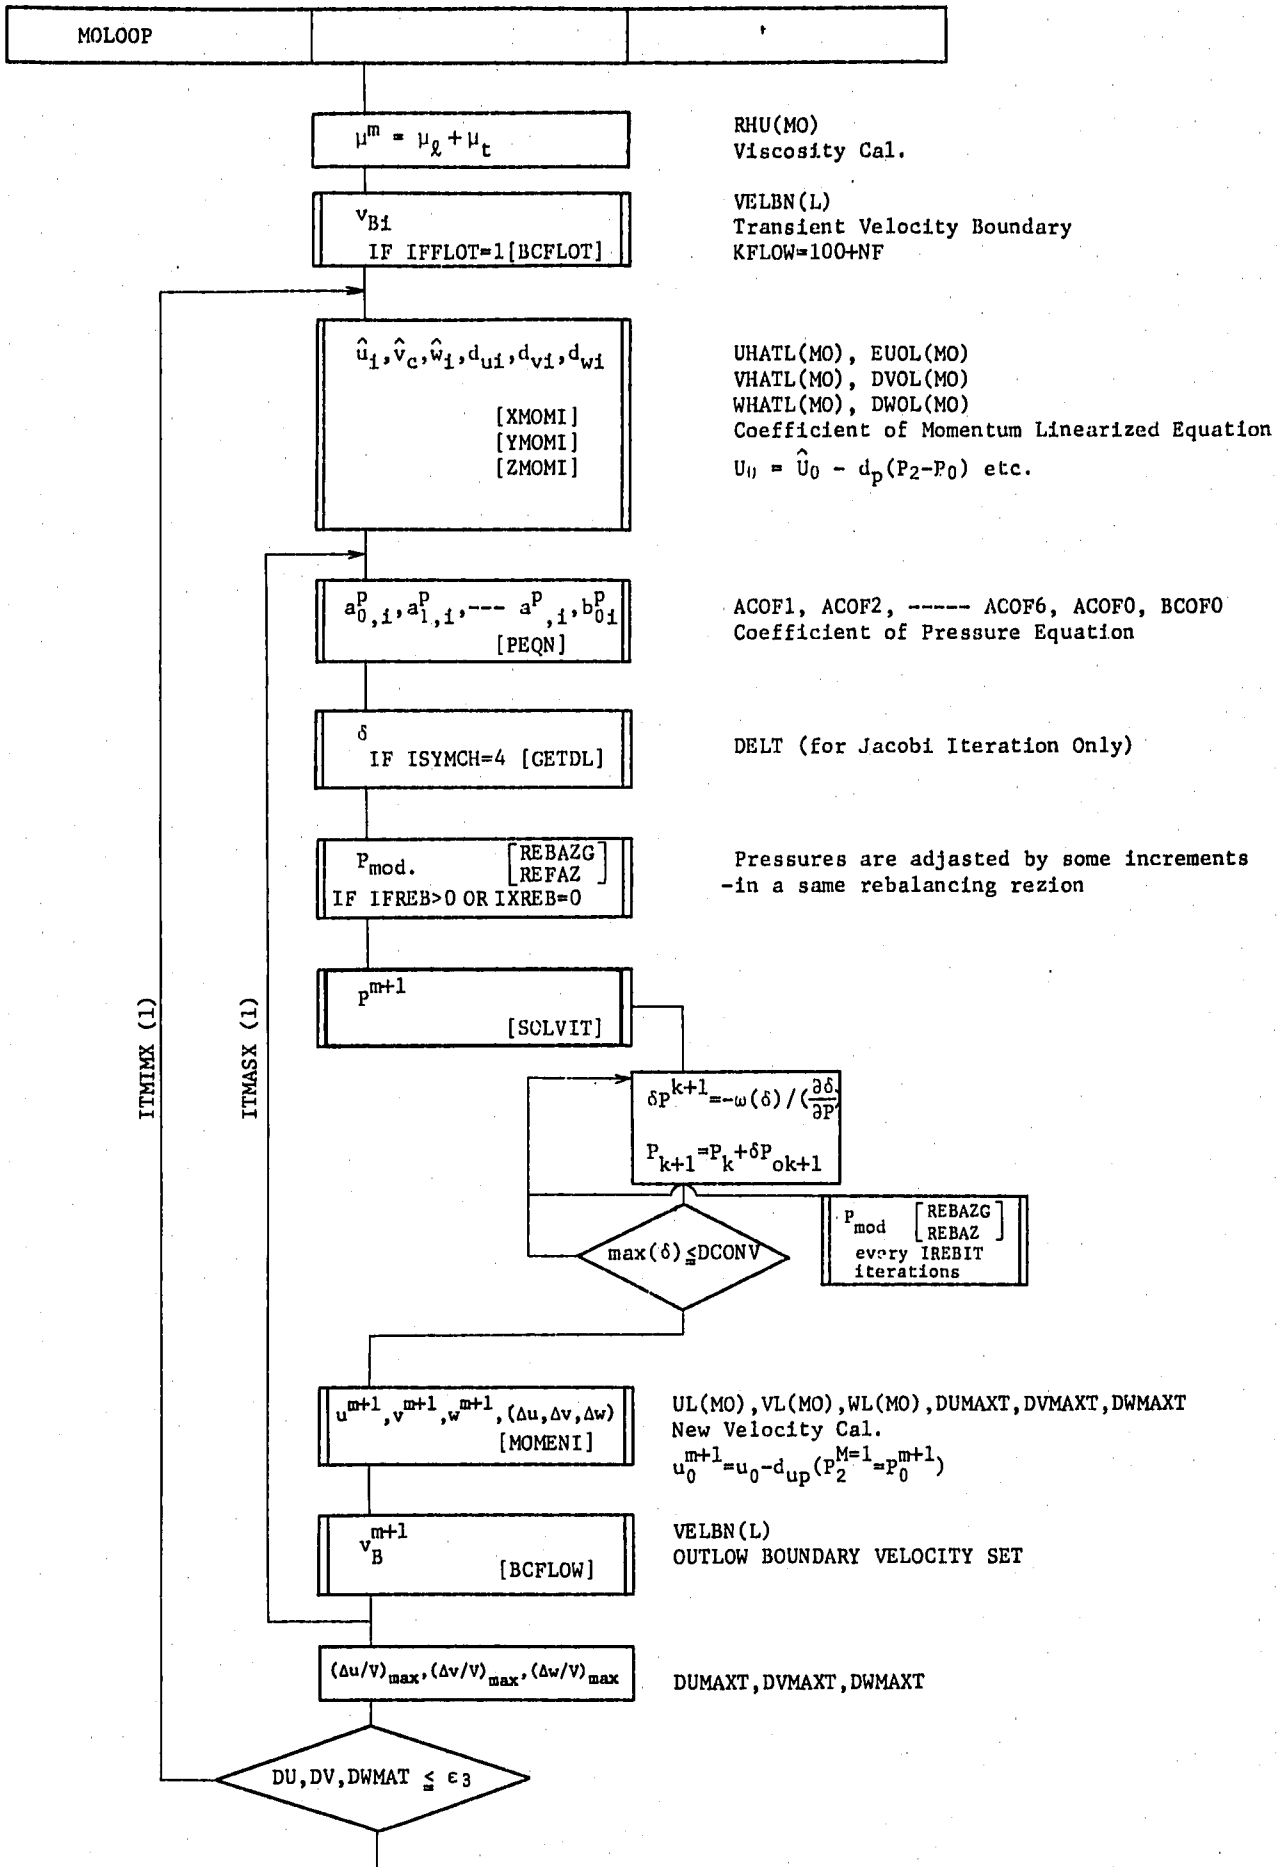 MOLOOP
μ^m = μ_ℓ + μ_t
RHU(MO)
Viscosity Cal.
v_Bi
IF IFFLOT=1[BCFLOT]
VELBN(L)
Transient Velocity Boundary
KFLOW=100+NF
û_i,v̂_c,ŵ_i,d_ui,d_vi,d_wi
[XMOMI]
[YMOMI]
[ZMOMI]
UHATL(MO), EUOL(MO)
VHATL(MO), DVOL(MO)
WHATL(MO), DWOL(MO)
Coefficient of Momentum Linearized Equation
U_0 = Û_0 - d_p(P_2-P_0) etc.
a^p_0,i,a^p_1,i,--- a^p_,i,b^p_0i
[PEQN]
ACOF1, ACOF2, ----- ACOF6, ACOF0, BCOF0
Coefficient of Pressure Equation
δ
IF ISYMCH=4 [GETDL]
DELT (for Jacobi Iteration Only)
P_mod. [REBAZG
REFAZ ]
IF IFREB>0 OR IXREB=0
Pressures are adjasted by some increments
-in a same rebalancing rezion
P^m+1
[SOLVIT]
ITMIMX (1)
ITMASX (1)
δP^k+1=-ω(δ)/(∂δ/∂P)
P_k+1=P_k+δP_ok+1
max(δ)≦DCONV
P_mod [REBAZG
REBAZ ]
every IREBIT
iterations
u^m+1,v^m+1,w^m+1,(Δu,Δv,Δw)
[MOMENI]
UL(MO),VL(MO),WL(MO),DUMAXT,DVMAXT,DWMAXT
New Velocity Cal.
u_0^m+1=u_0-d_up(P_2^M=1=P_0^m+1)
v_B^m+1
[BCFLOW]
VELBN(L)
OUTLOW BOUNDARY VELOCITY SET
(Δu/V)_max,(Δv/V)_max,(Δw/V)_max
DUMAXT,DVMAXT,DWMAXT
DU,DV,DWMAT ≦ ε_3